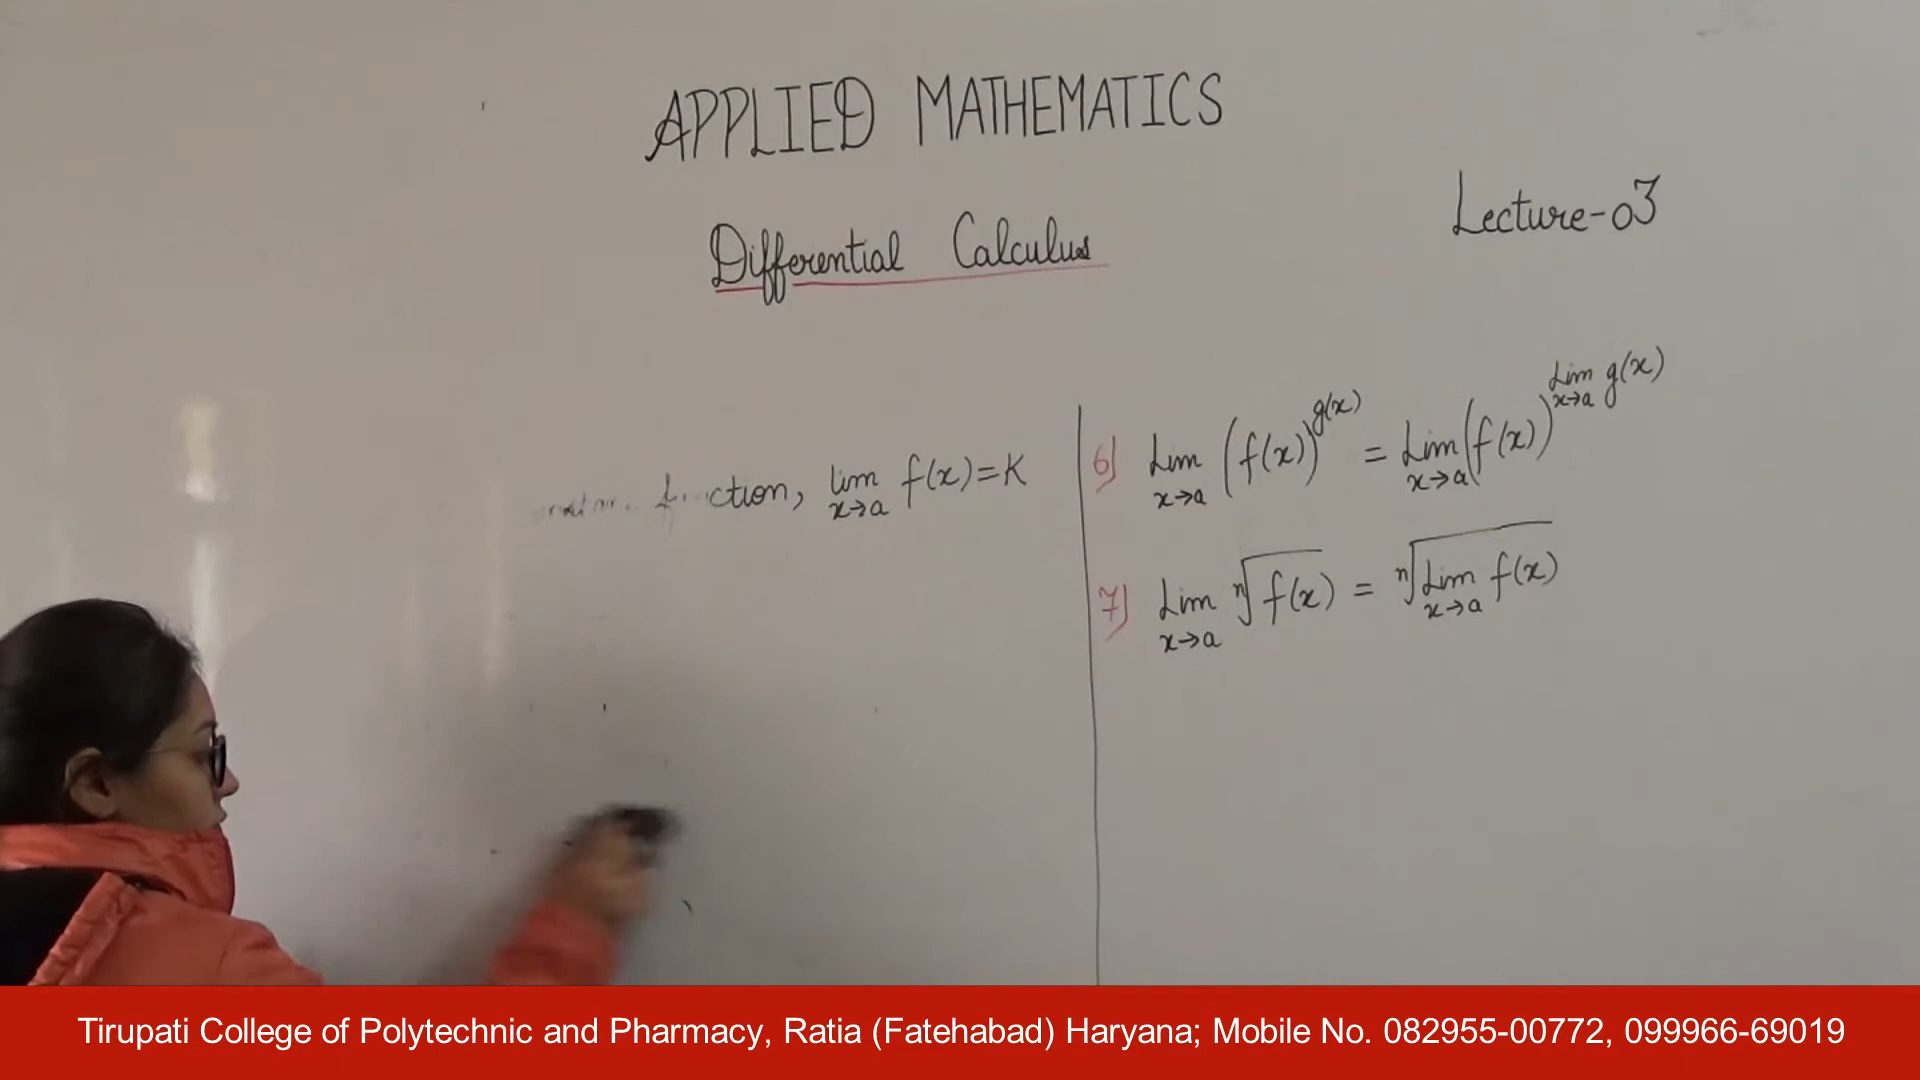 APPLIED MATHEMATICS
Differential Calculus
Lecture-03
function, lim x→a f(x)=K
6) Lim x→a (f(x))^g(x) = Lim x→a (f(x))^Lim x→a g(x)
7) Lim x→a n√f(x) = n√Lim x→a f(x)
Tirupati College of Polytechnic and Pharmacy, Ratia (Fatehabad) Haryana; Mobile No. 082955-00772, 099966-69019